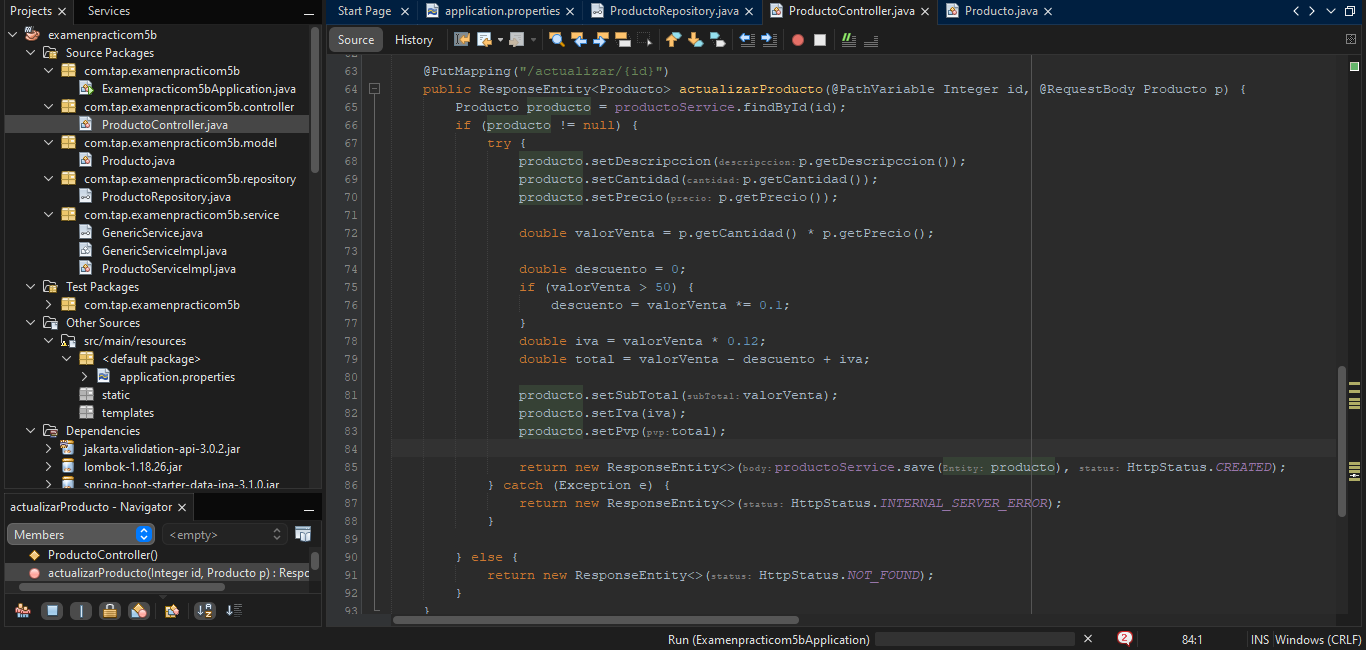 Projects
Services
examenpracticom5b
Source Packages
com.tap.examenpracticom5b
Examenpracticom5bApplication.java
com.tap.examenpracticom5b.controller
ProductoController.java
com.tap.examenpracticom5b.model
Producto.java
com.tap.examenpracticom5b.repository
ProductoRepository.java
com.tap.examenpracticom5b.service
GenericService.java
GenericServiceImpl.java
ProductoServiceImpl.java
Test Packages
com.tap.examenpracticom5b
Other Sources
src/main/resources
<default package>
application.properties
static
templates
Dependencies
jakarta.validation-api-3.0.2.jar
lombok-1.18.26.jar
spring-boot-starter-data-jpa-3.1.0.jar
actualizarProducto - Navigator
Members
<empty>
ProductoController()
actualizarProducto(Integer id, Producto p) : Respo
Start Page
application.properties
ProductoRepository.java
ProductoController.java
Producto.java
Source
History
63 @PutMapping("/actualizar/{id}")
64 public ResponseEntity<Producto> actualizarProducto(@PathVariable Integer id, @RequestBody Producto p) {
65 Producto producto = productoService.findById(id);
66 if (producto != null) {
67 try {
68 producto.setDescripccion(descripccion: p.getDescripccion());
69 producto.setCantidad(cantidad: p.getCantidad());
70 producto.setPrecio(precio: p.getPrecio());
71
72 double valorVenta = p.getCantidad() * p.getPrecio();
73
74 double descuento = 0;
75 if (valorVenta > 50) {
76 descuento = valorVenta *= 0.1;
77 }
78 double iva = valorVenta * 0.12;
79 double total = valorVenta - descuento + iva;
80
81 producto.setSubTotal(subTotal: valorVenta);
82 producto.setIva(iva);
83 producto.setPvp(pvp: total);
84
85 return new ResponseEntity<>(body: productoService.save(Entity: producto), status: HttpStatus.CREATED);
86 } catch (Exception e) {
87 return new ResponseEntity<>(status: HttpStatus.INTERNAL_SERVER_ERROR);
88 }
89
90 } else {
91 return new ResponseEntity<>(status: HttpStatus.NOT_FOUND);
92 }
93 }
Run (Examenpracticom5bApplication)
2
84:1
INS
Windows (CRLF)